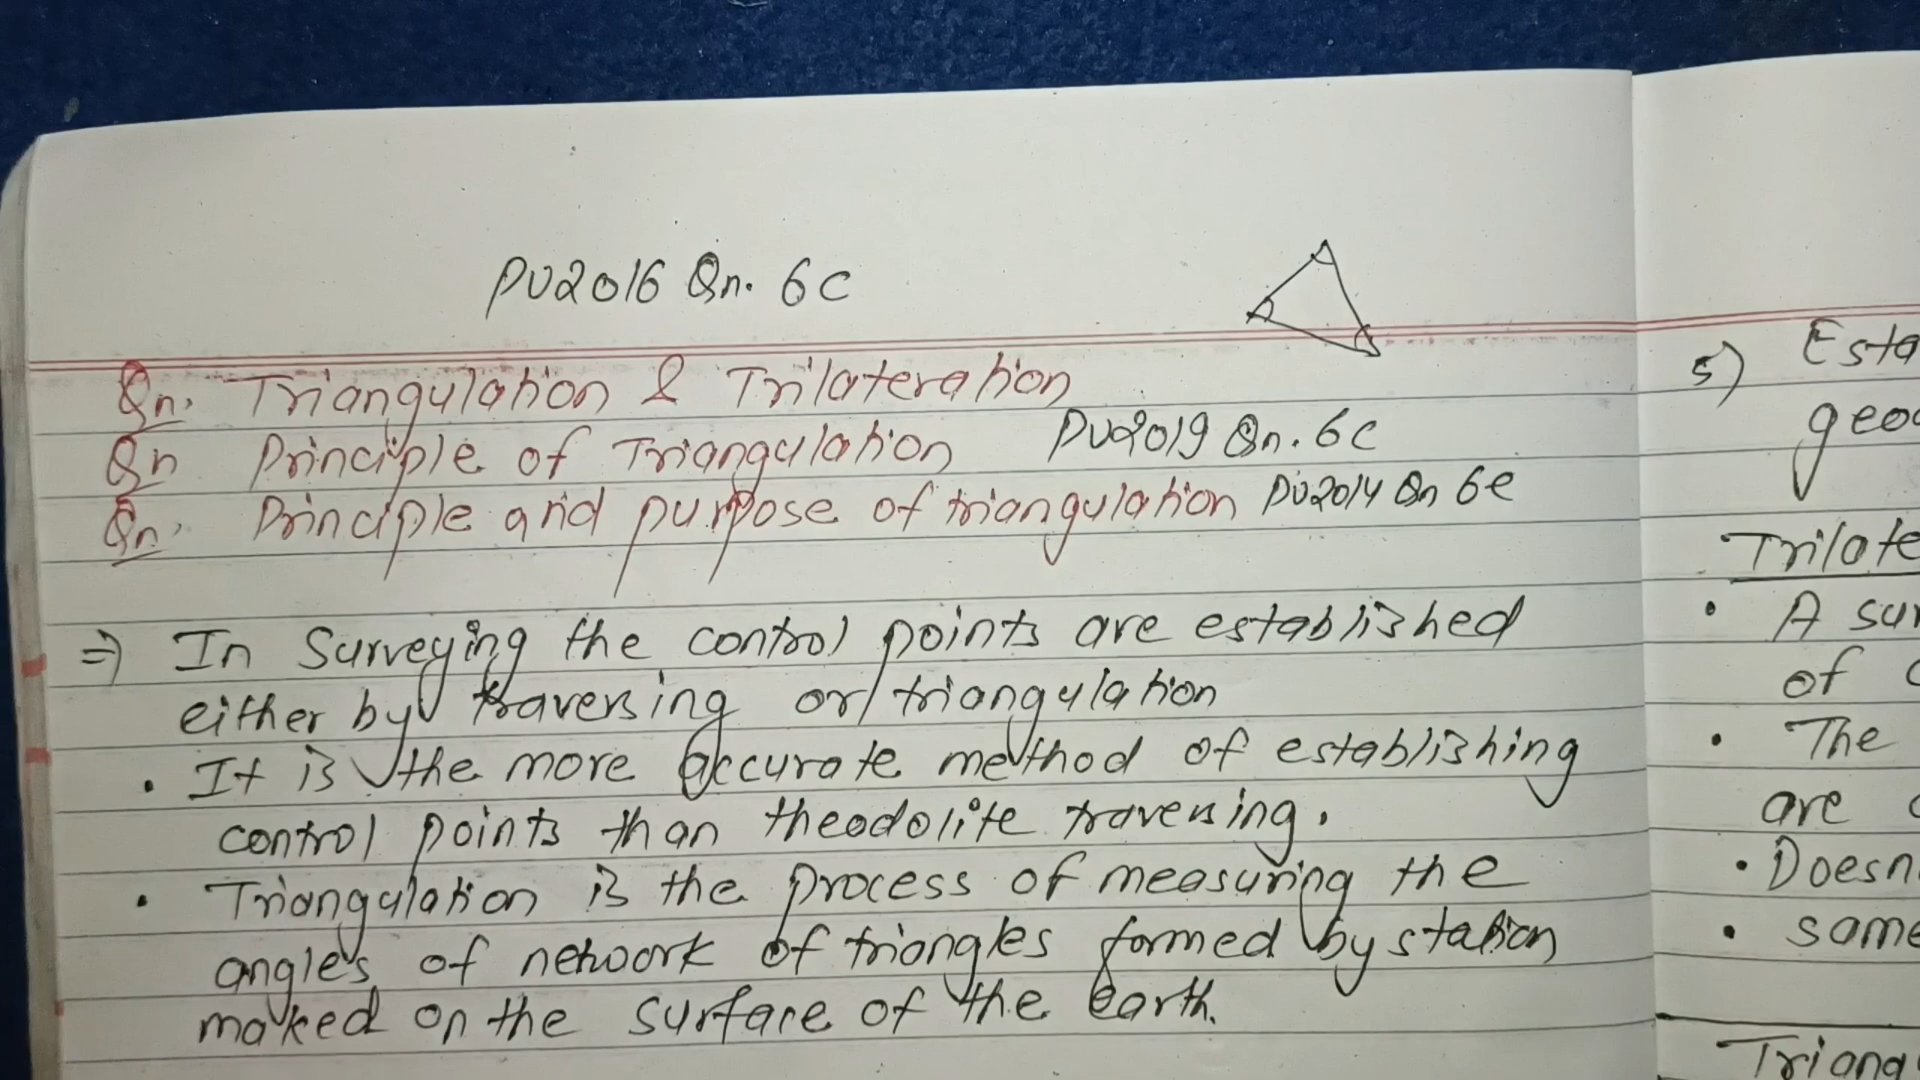 PU2016 Qn. 6c
Qn. Triangulation & Trilateration
Qn Principle of Triangulation PU2019 Qn. 6c
Qn. Principle and purpose of triangulation PU2014 Qn 6e
⇒ In Surveying the control points are established
either by traversing or triangulation
• It is the more accurate method of establishing
control points than theodolite traversing.
• Triangulation is the process of measuring the
angles of network of triangles formed by station
maked on the surface of the earth.
5) Esta
geo
Trilate
• A sur
of
• The
are
• Doesn
• same
Triang